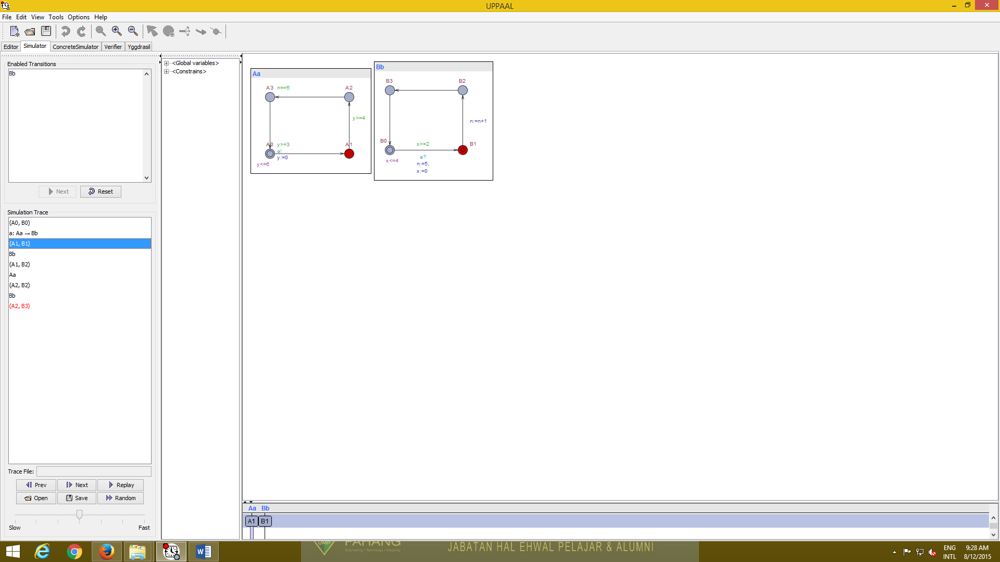 UPPAAL
File Edit View Tools Options Help
Editor Simulator ConcreteSimulator Verifier Yggdrasil
Enabled Transitions
Bb
Next Reset
Simulation Trace
(A0, B0)
a: Aa → Bb
(A1, B1)
Bb
(A1, B2)
Aa
(A2, B2)
Bb
(A2, B3)
Trace File:
Prev Next Replay
Open Save Random
Slow Fast
<Global variables>
<Constrains>
Aa
A3 n==5 A2
y>=4
A0 y>=3 A1
a!
y:=0
y<=6
Bb
B3 B2
n:=n+1
B0 x>=2 B1
x<=4 a?
n:=5,
x:=0
Aa Bb
A1 B1
UMP PAHANG
Engineering • Technology • Creativity
JABATAN HAL EHWAL PELAJAR & ALUMNI
ENG 9:28 AM
INTL 8/12/2015